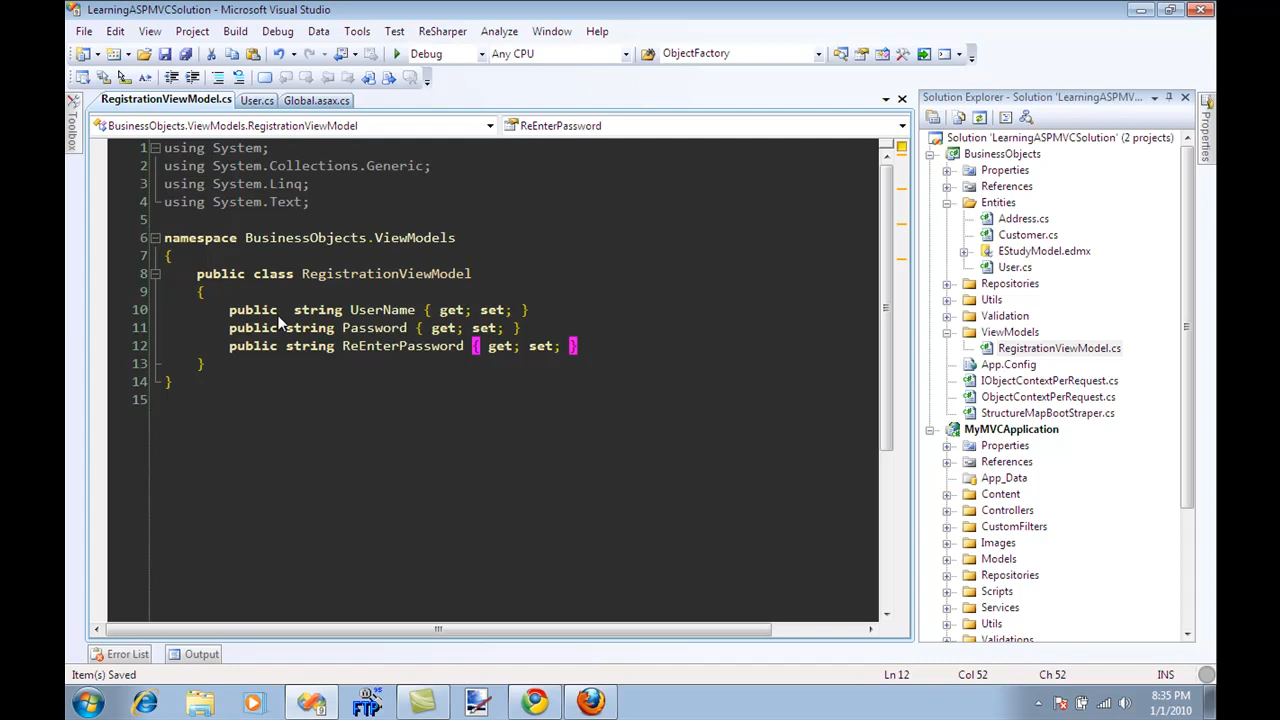 LearningASPMVCSolution - Microsoft Visual Studio
File Edit View Project Build Debug Data Tools Test ReSharper Analyze Window Help
Debug Any CPU ObjectFactory
RegistrationViewModel.cs User.cs Global.asax.cs
BusinessObjects.ViewModels.RegistrationViewModel ReEnterPassword
Toolbox
1 using System;
2 using System.Collections.Generic;
3 using System.Linq;
4 using System.Text;
5
6 namespace BusinessObjects.ViewModels
7 {
8 public class RegistrationViewModel
9 {
10 public  string UserName { get; set; }
11 public string Password { get; set; }
12 public string ReEnterPassword { get; set; }
13 }
14 }
15
Solution Explorer - Solution 'LearningASPMV...
Solution 'LearningASPMVCSolution' (2 projects)
BusinessObjects
Properties
References
Entities
Address.cs
Customer.cs
EStudyModel.edmx
User.cs
Repositories
Utils
Validation
ViewModels
RegistrationViewModel.cs
App.Config
IObjectContextPerRequest.cs
ObjectContextPerRequest.cs
StructureMapBootStraper.cs
MyMVCApplication
Properties
References
App_Data
Content
Controllers
CustomFilters
Images
Models
Repositories
Scripts
Services
Utils
Validations
Properties
Error List Output
Item(s) Saved Ln 12 Col 52 Ch 52 INS
FTP
8:35 PM
1/1/2010